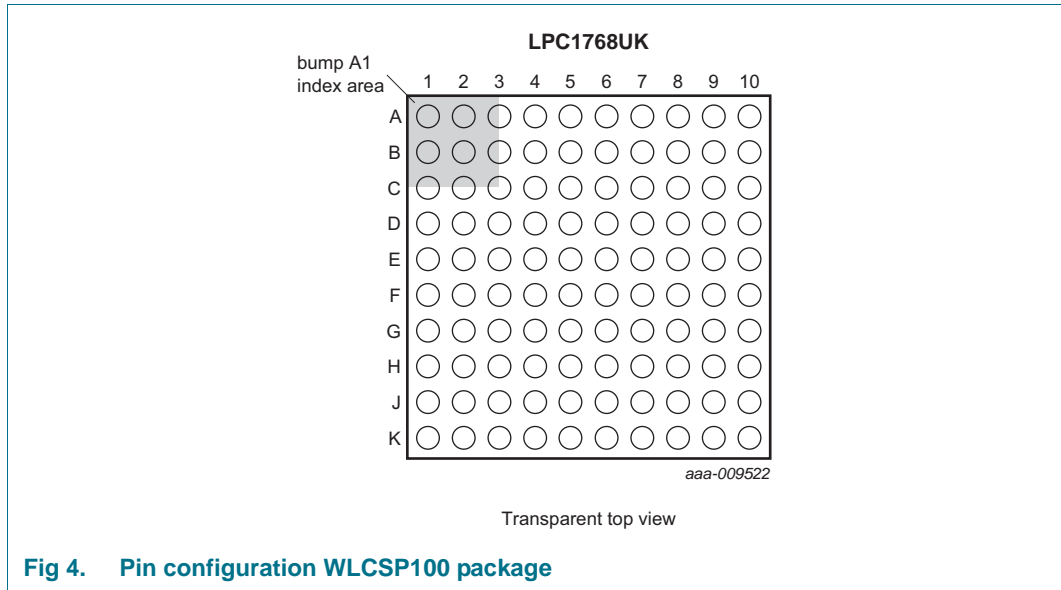 LPC1768UK
bump A1
index area
1 2 3 4 5 6 7 8 9 10
A
B
C
D
E
F
G
H
J
K
aaa-009522
Transparent top view
Fig 4. Pin configuration WLCSP100 package